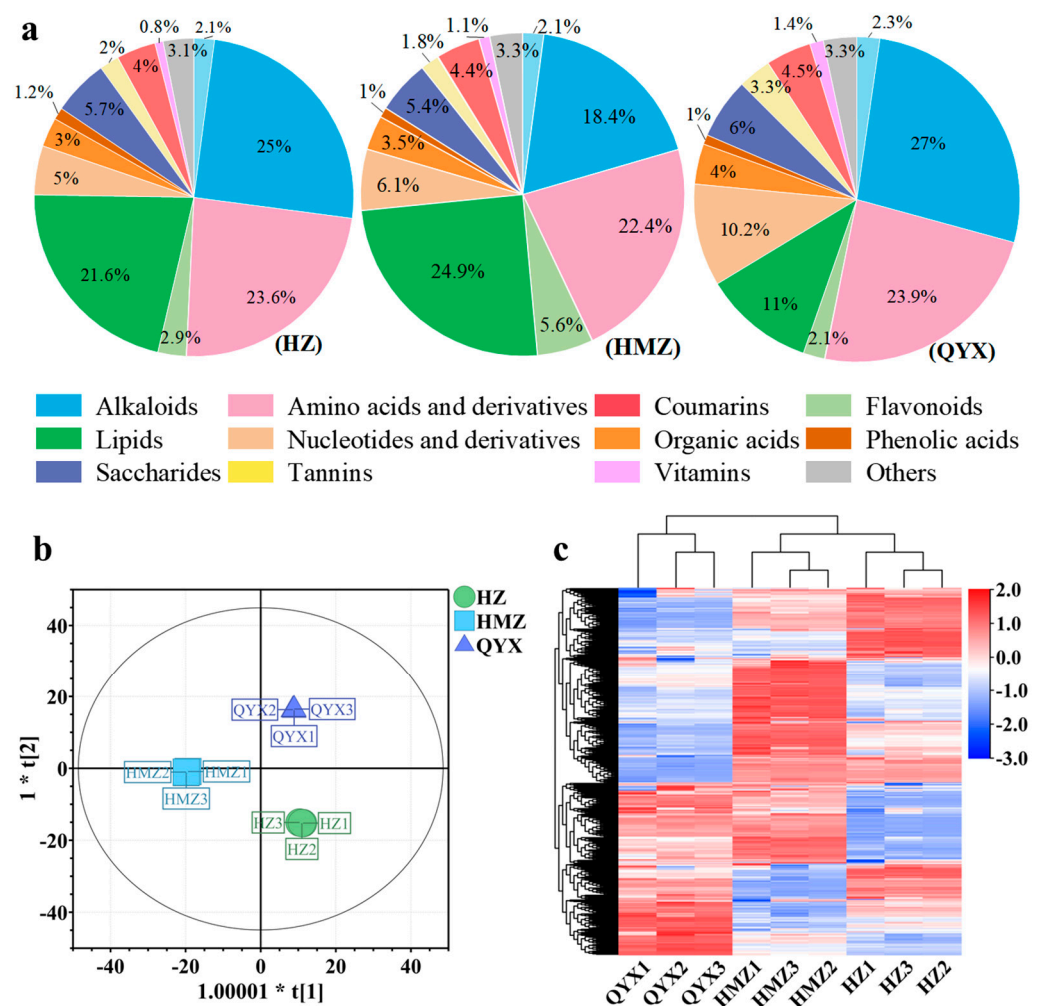 a
0.8%
2%
3.1%
2.1%
4%
1.2%
5.7%
3%
5%
25%
21.6%
23.6%
2.9%
(HZ)
1.1%
1.8%
3.3%
2.1%
4.4%
1%
5.4%
3.5%
6.1%
18.4%
22.4%
24.9%
5.6%
(HMZ)
1.4%
3.3%
2.3%
4.5%
3.3%
1%
6%
4%
10.2%
27%
11%
23.9%
2.1%
(QYX)
Alkaloids Amino acids and derivatives Coumarins Flavonoids
Lipids Nucleotides and derivatives Organic acids Phenolic acids
Saccharides Tannins Vitamins Others
b
HZ
HMZ
QYX
40
20
0
-20
-40
1 * t[2]
QYX2 QYX3
QYX1
HMZ2 HMZ1
HMZ3
HZ3 HZ1
HZ2
-40 -20 0 20 40
1.00001 * t[1]
c
2.0
1.0
0.0
-1.0
-2.0
-3.0
QYX1 QYX2 QYX3 HMZ1 HMZ3 HMZ2 HZ1 HZ3 HZ2